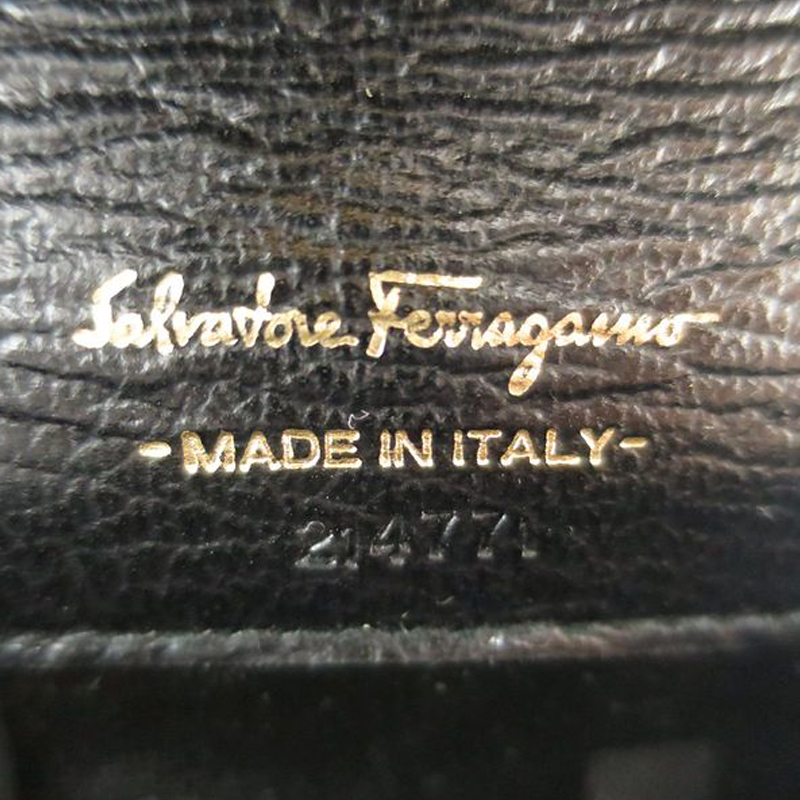 Salvatore Ferragamo
-MADE IN ITALY-
214771